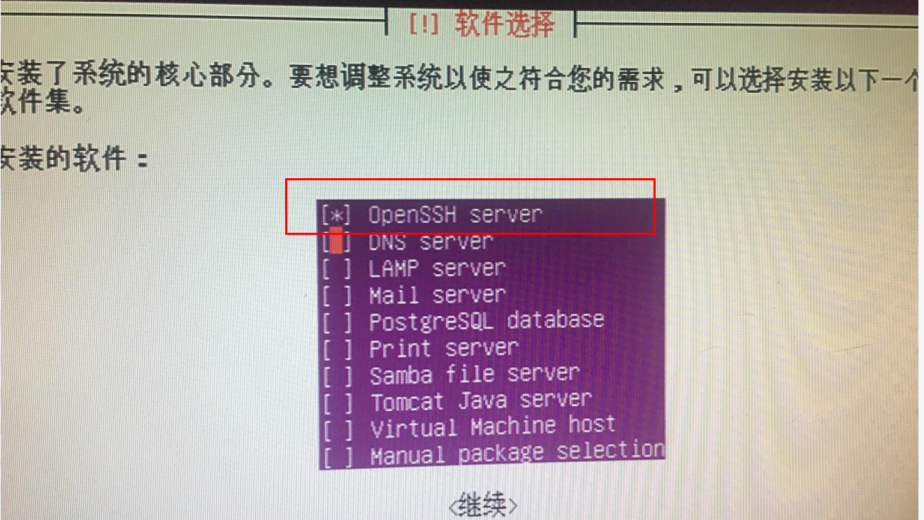 [!] 软件选择
安装了系统的核心部分。要想调整系统以使之符合您的需求，可以选择安装以下一个
软件集。
安装的软件：
[*] OpenSSH server
[ ] DNS server
[ ] LAMP server
[ ] Mail server
[ ] PostgreSQL database
[ ] Print server
[ ] Samba file server
[ ] Tomcat Java server
[ ] Virtual Machine host
[ ] Manual package selection
<继续>